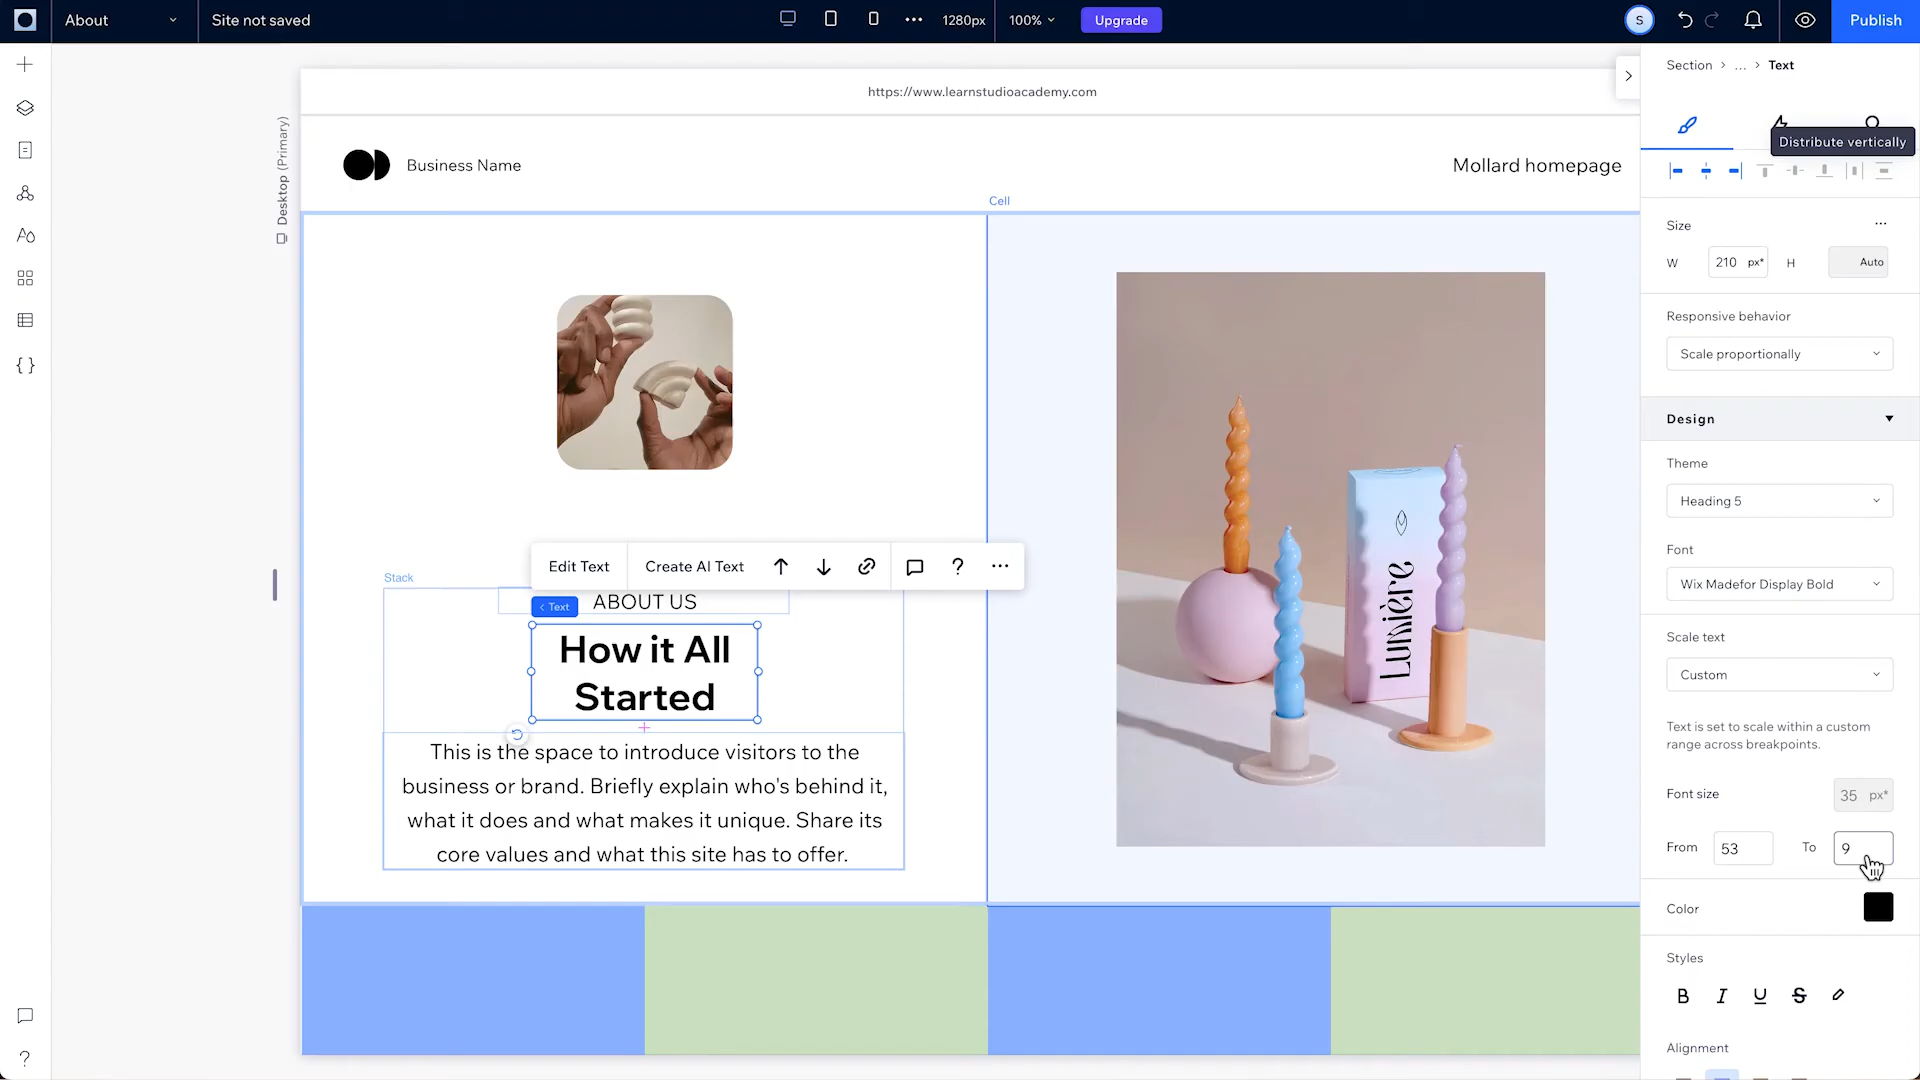 About
Site not saved
1280px
100%
Upgrade
S
Publish
Section > ... > Text
Distribute vertically
https://www.learnstudioacademy.com
Desktop (Primary)
Business Name
Mollard homepage
Cell
Size
W 210 px* H Auto
Responsive behavior
Scale proportionally
Design
Theme
Heading 5
Font
Wix Madefor Display Bold
Scale text
Custom
Text is set to scale within a custom
range across breakpoints.
Font size 35 px*
From 53 To 9
Color
Styles
B I U S
Alignment
Edit Text
Create AI Text
?
Stack
ABOUT US
< Text
How it All
Started
This is the space to introduce visitors to the
business or brand. Briefly explain who's behind it,
what it does and what makes it unique. Share its
core values and what this site has to offer.
Lumière
?